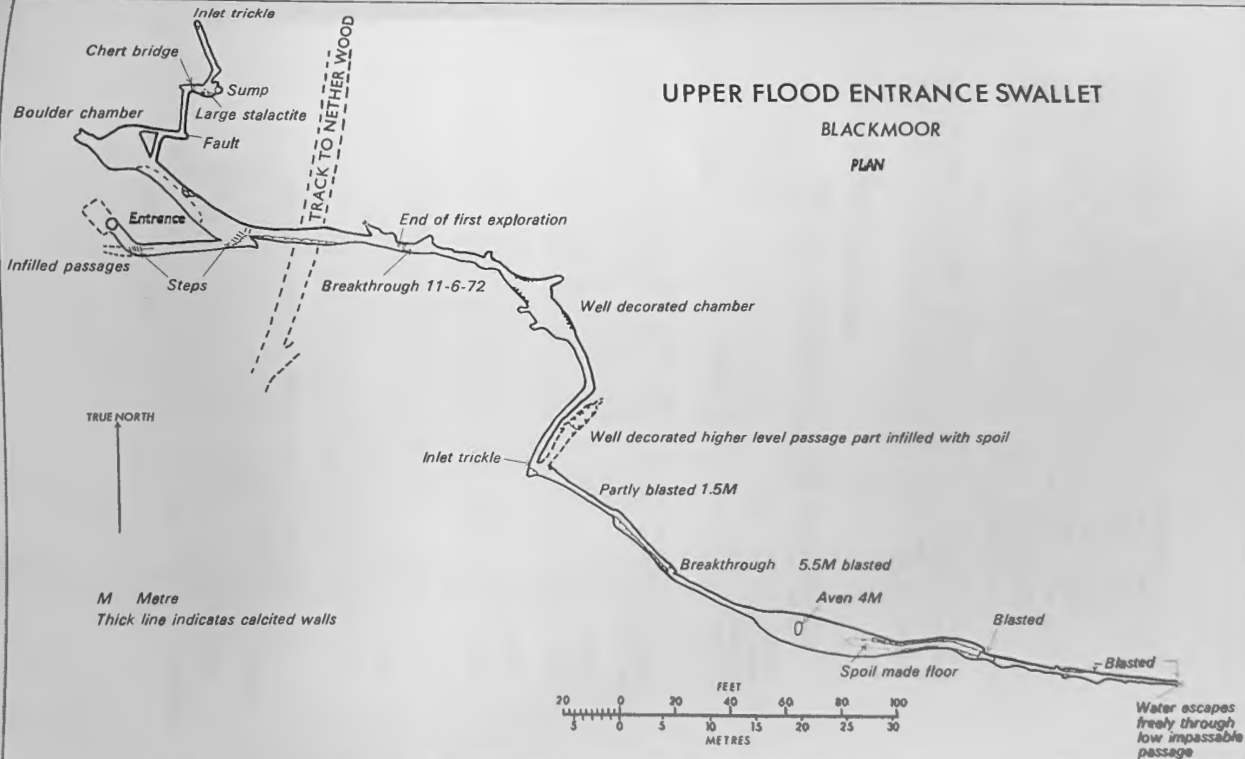 UPPER FLOOD ENTRANCE SWALLET
BLACKMOOR
PLAN
Inlet trickle
Chert bridge
Sump
Large stalactite
Boulder chamber
Fault
TRACK TO NETHER WOOD
Entrance
Infilled passages
Steps
End of first exploration
Breakthrough 11-6-72
Well decorated chamber
TRUE NORTH
Well decorated higher level passage part infilled with spoil
Inlet trickle
Partly blasted 1.5M
Breakthrough 5.5M blasted
Aven 4M
Blasted
Spoil made floor
Blasted
Water escapes
freely through
low impassable
passage
M Metre
Thick line indicatas calcited walls
FEET
20 0 20 40 60 80 100
5 0 5 10 15 20 25 30
METRES